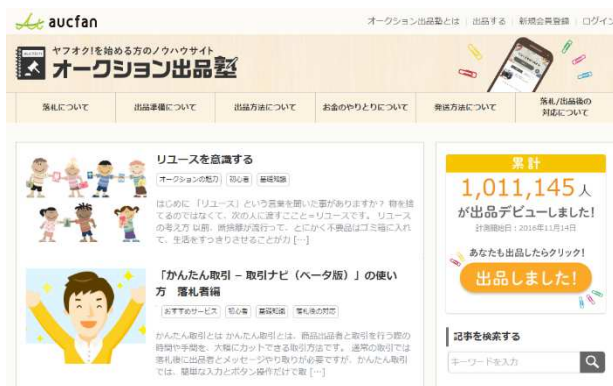 aucfan
オークション出品塾とは 出品する 新規会員登録 ログイン
ヤフオク!を始める方のノウハウサイト
オークション出品塾
落札について 出品準備について 出品方法について お金のやりとりについて 発送方法について 落札/出品後の
対応について
リユースを意識する
オークションの魅力 初心者 基礎知識
はじめに 「リユース」という言葉を聞いた事がありますか? 物を捨
てるのではなくて、次の人に渡すこと=リユースです。 リユース
の考え方 以前、断捨離が流行って、とにかく不要品はゴミ箱に入れ
て、生活をすっきりさせることが力 […]
「かんたん取引 – 取引ナビ(ベータ版)」の使い
方 落札者編
おすすめサービス 初心者 基礎知識 落札後の対応
かんたん取引とは かんたん取引とは、商品出品者と取引を行う際の
時間や手間を、大幅にカットできる取引方法です。 通常の取引では
落札後に出品者とメッセージやり取りが必要ですが、かんたん取引
では、簡単な入力とボタン操作だけで取 […]
累計
1,011,145人
が出品デビューしました!
計測開始日:2016年11月14日
あなたも出品したらクリック!
出品しました!
記事を検索する
キーワードを入力